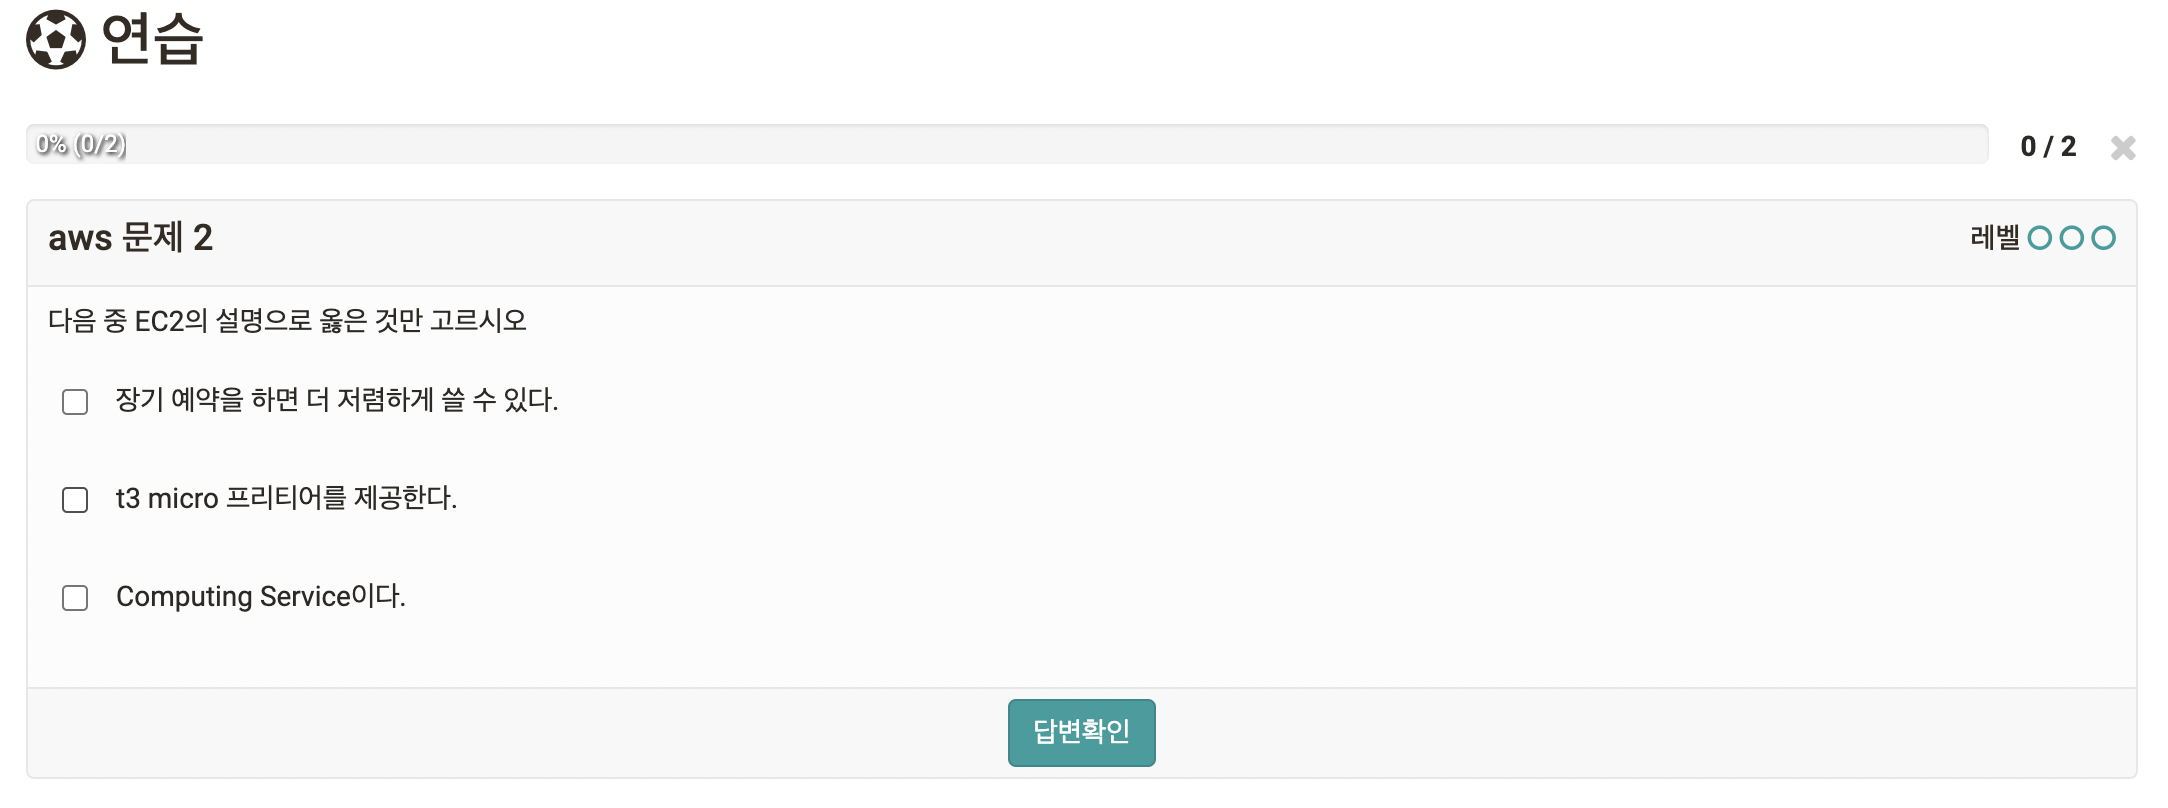 연습
0% (0/2)
0 / 2
aws 문제 2
레벨
다음 중 EC2의 설명으로 옳은 것만 고르시오
장기 예약을 하면 더 저렴하게 쓸 수 있다.
t3 micro 프리티어를 제공한다.
Computing Service이다.
답변확인